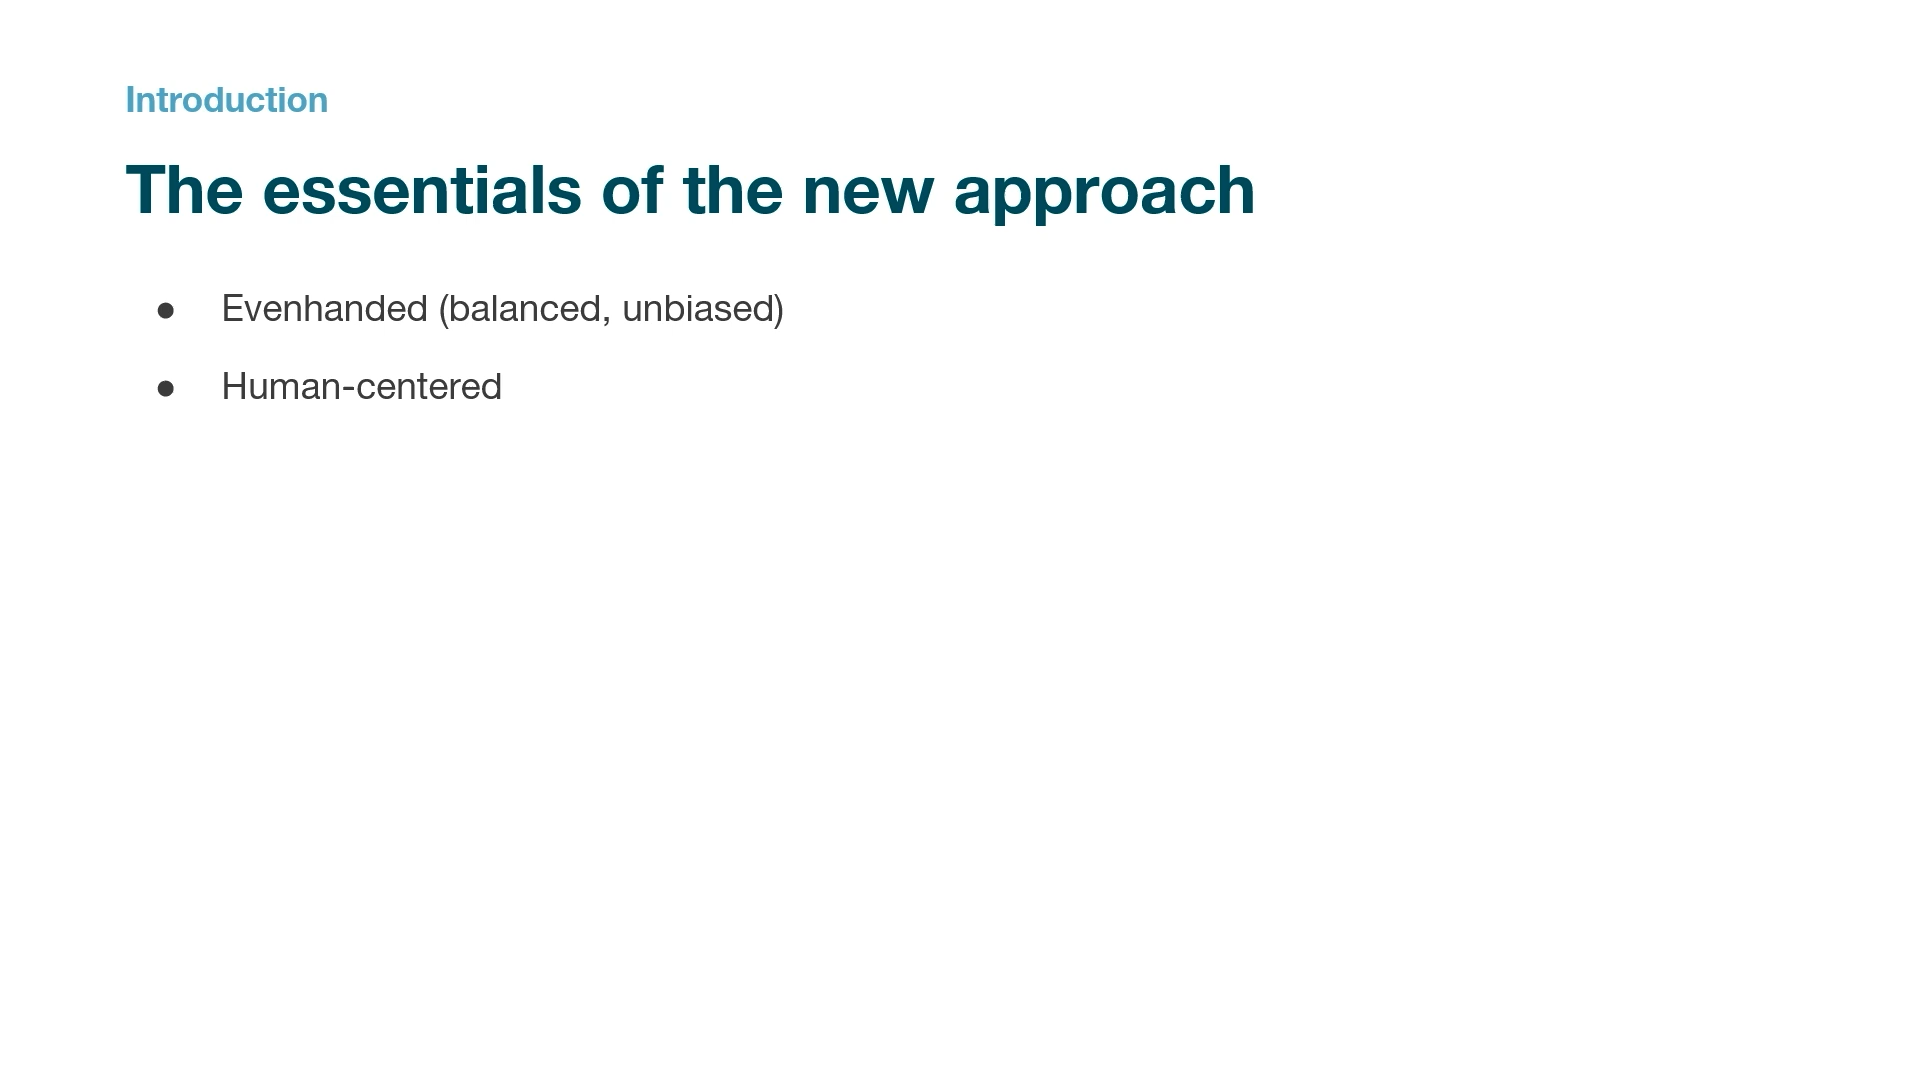 Introduction
The essentials of the new approach
● Evenhanded (balanced, unbiased)
● Human-centered